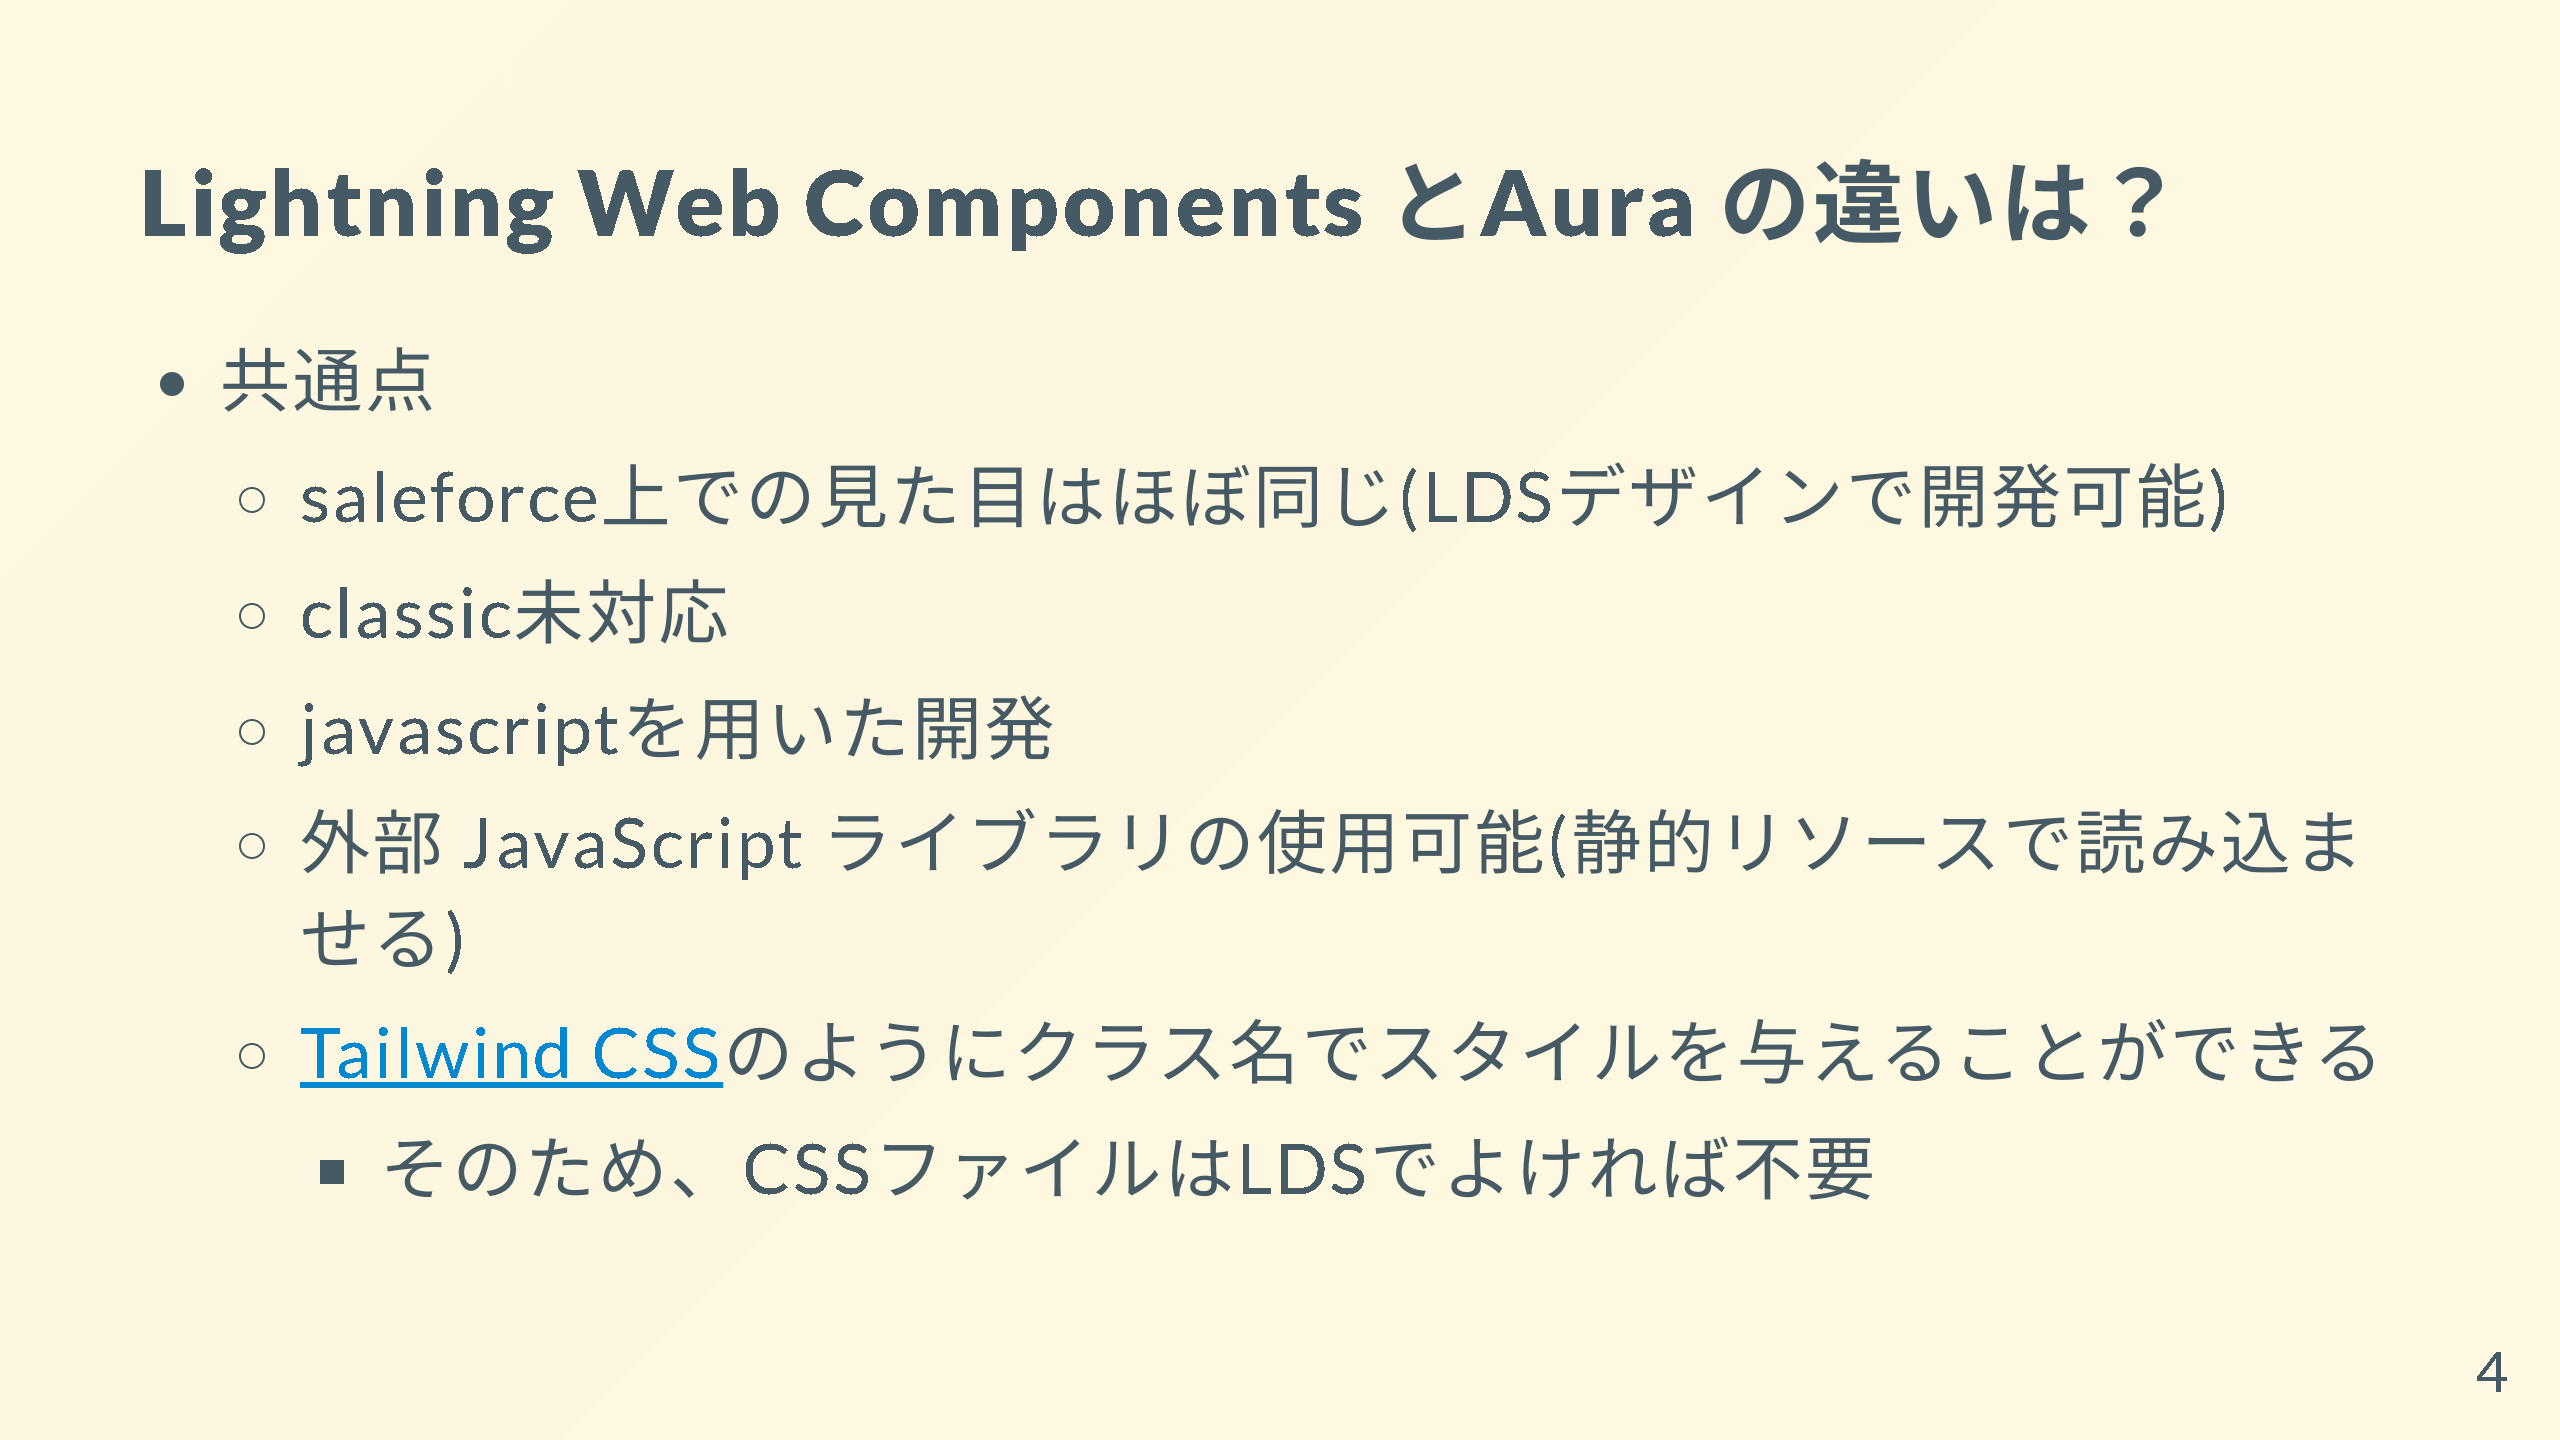 Lightning Web Components とAura の違いは？
共通点
saleforce上での見た目はほぼ同じ(LDSデザインで開発可能)
classic未対応
javascriptを用いた開発
外部 JavaScript ライブラリの使用可能(静的リソースで読み込ま
せる)
Tailwind CSSのようにクラス名でスタイルを与えることができる
そのため、CSSファイルはLDSでよければ不要
4